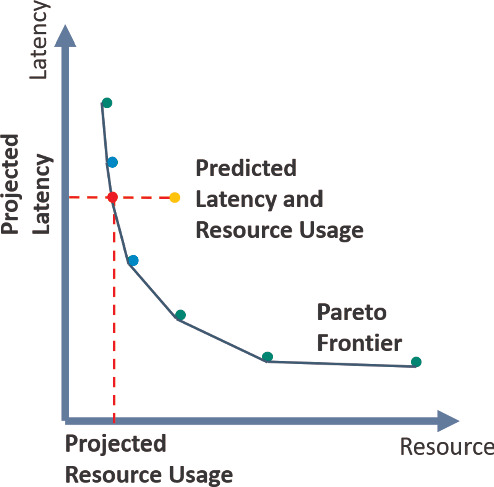 Latency
Projected
Latency
Predicted
Latency and
Resource Usage
Pareto
Frontier
Projected
Resource Usage
Resource